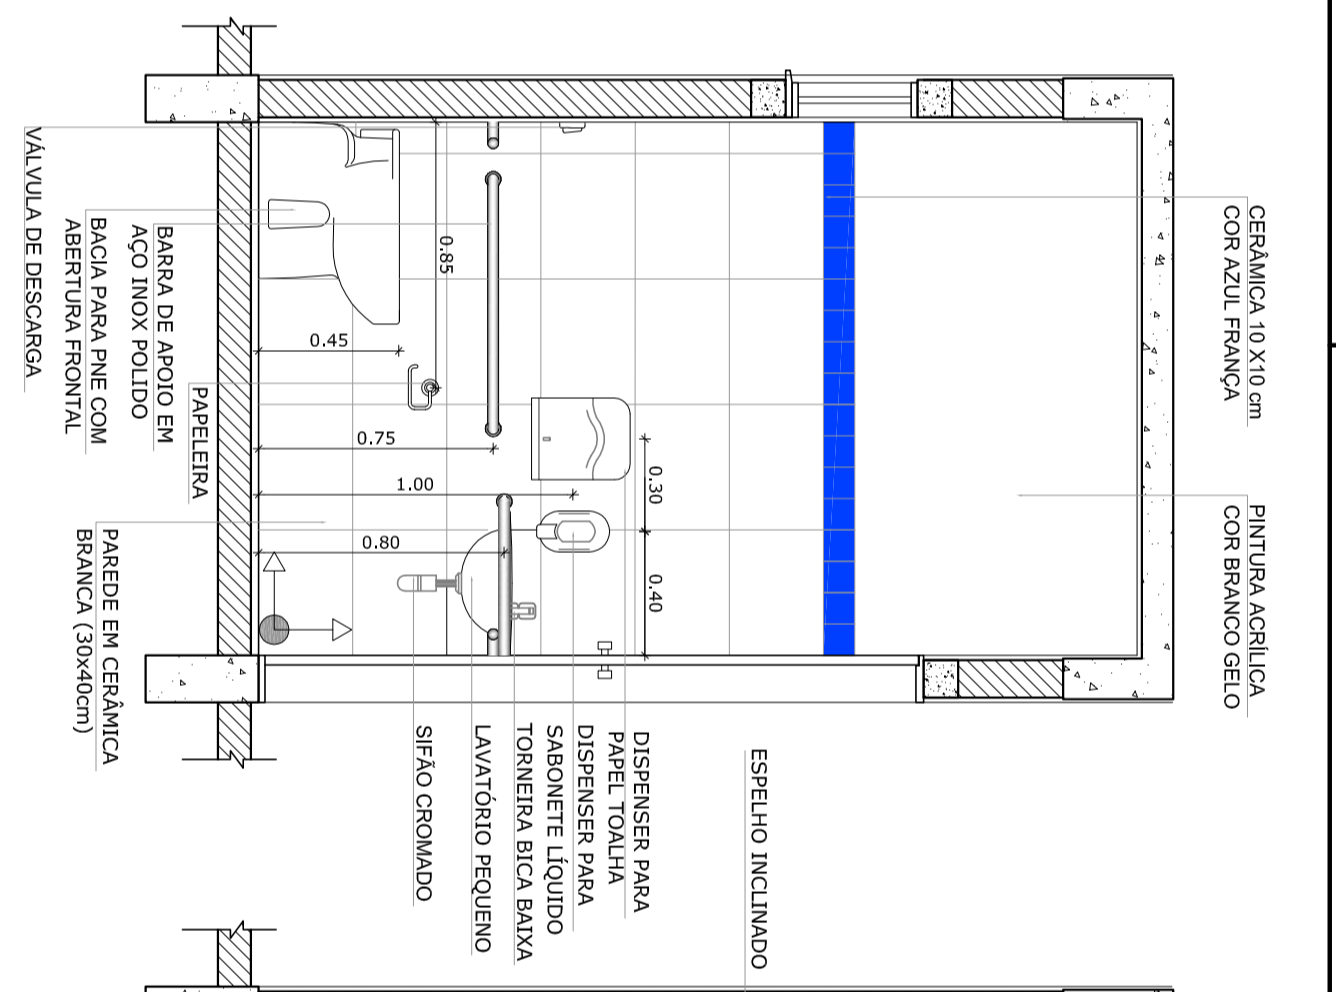 CERÂMICA 10 X10 cm
COR AZUL FRANÇA
PINTURA ACRÍLICA
COR BRANCO GELO
ESPELHO INCLINADO
DISPENSER PARA
PAPEL TOALHA
DISPENSER PARA
SABONETE LÍQUIDO
TORNEIRA BICA BAIXA
LAVATÓRIO PEQUENO
SIFÃO CROMADO
0.30
0.40
0.85
0.45
0.75
1.00
0.80
PAPELEIRA
BARRA DE APOIO EM
AÇO INOX POLIDO
BACIA PARA PNE COM
ABERTURA FRONTAL
VÁLVULA DE DESCARGA
PAREDE EM CERÂMICA
BRANCA (30x40cm)